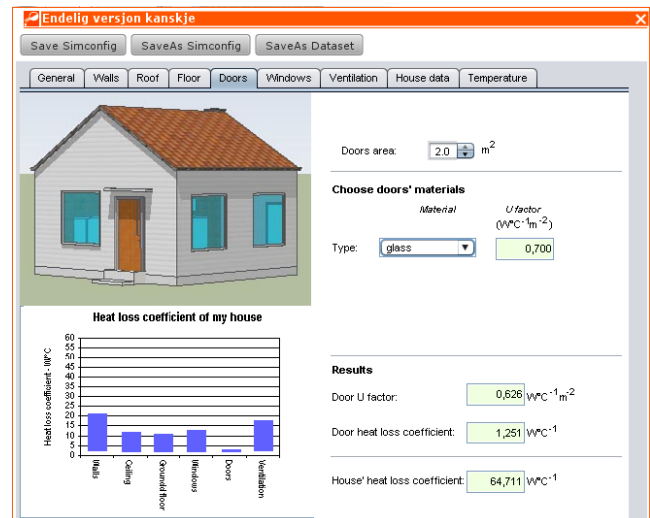 Endelig versjon kanskje
Save Simconfig SaveAs Simconfig SaveAs Dataset
General Walls Roof Floor Doors Windows Ventilation House data Temperature
Doors area: 2.0 m2
Choose doors' materials
Material U factor
(W°C-1m-2)
Type: glass 0,700
Heat loss coefficient of my house
Heat loss coefficient - W/°C
60
55
50
45
40
35
30
25
20
15
10
5
0
Walls Ceiling Groundd floor Windows Doors Ventilation
Results
Door U factor: 0,626 W°C-1m-2
Door heat loss coefficient: 1,251 W°C-1
House' heat loss coefficient: 64,711 W°C-1